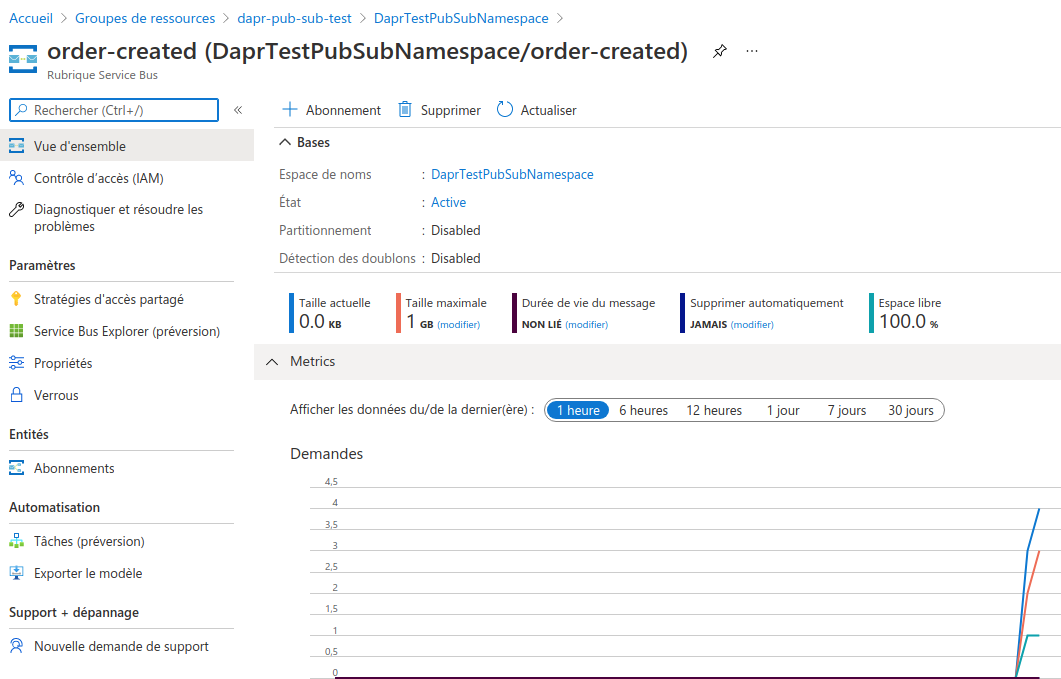 Accueil > Groupes de ressources > dapr-pub-sub-test > DaprTestPubSubNamespace >
order-created (DaprTestPubSubNamespace/order-created) ...
Rubrique Service Bus
Rechercher (Ctrl+/) «
Vue d'ensemble
Contrôle d'accès (IAM)
Diagnostiquer et résoudre les
problèmes
Paramètres
Stratégies d'accès partagé
Service Bus Explorer (préversion)
Propriétés
Verrous
Entités
Abonnements
Automatisation
Tâches (préversion)
Exporter le modèle
Support + dépannage
Nouvelle demande de support
Abonnement Supprimer Actualiser
Bases
Espace de noms : DaprTestPubSubNamespace
État : Active
Partitionnement : Disabled
Détection des doublons : Disabled
Taille actuelle
0.0 KB
Taille maximale
1 GB (modifier)
Durée de vie du message
NON LIÉ (modifier)
Supprimer automatiquement
JAMAIS (modifier)
Espace libre
100.0 %
Metrics
Afficher les données du/de la dernier(ère) : 1 heure 6 heures 12 heures 1 jour 7 jours 30 jours
Demandes
4,5
4
3,5
3
2,5
2
1,5
1
0,5
0